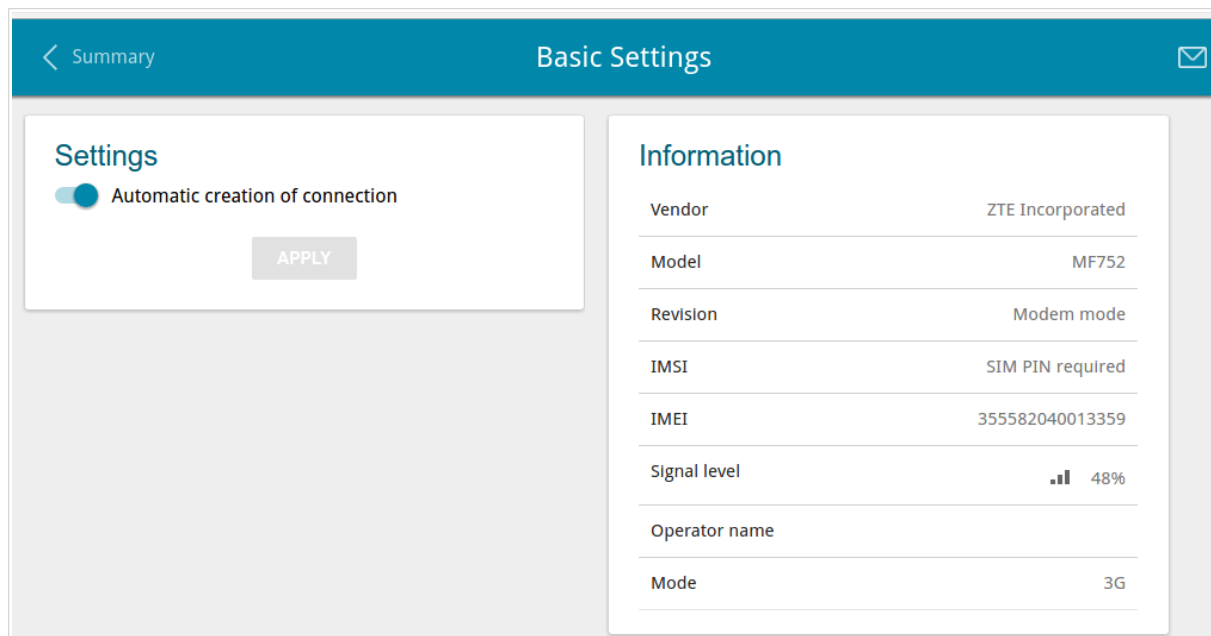 Summary
Basic Settings
Settings
Automatic creation of connection
APPLY
Information
Vendor ZTE Incorporated
Model MF752
Revision Modem mode
IMSI SIM PIN required
IMEI 355582040013359
Signal level 48%
Operator name
Mode 3G